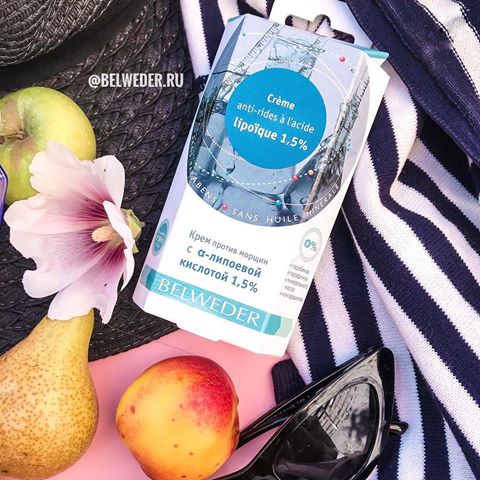 @BELWEDER.RU
Crème
anti-rides à l'acide
lipoïque 1,5%
SANS HUILE MINÉRALE
0%
Крем против морщин
с α-липоевой
кислотой 1,5%
BELWEDER